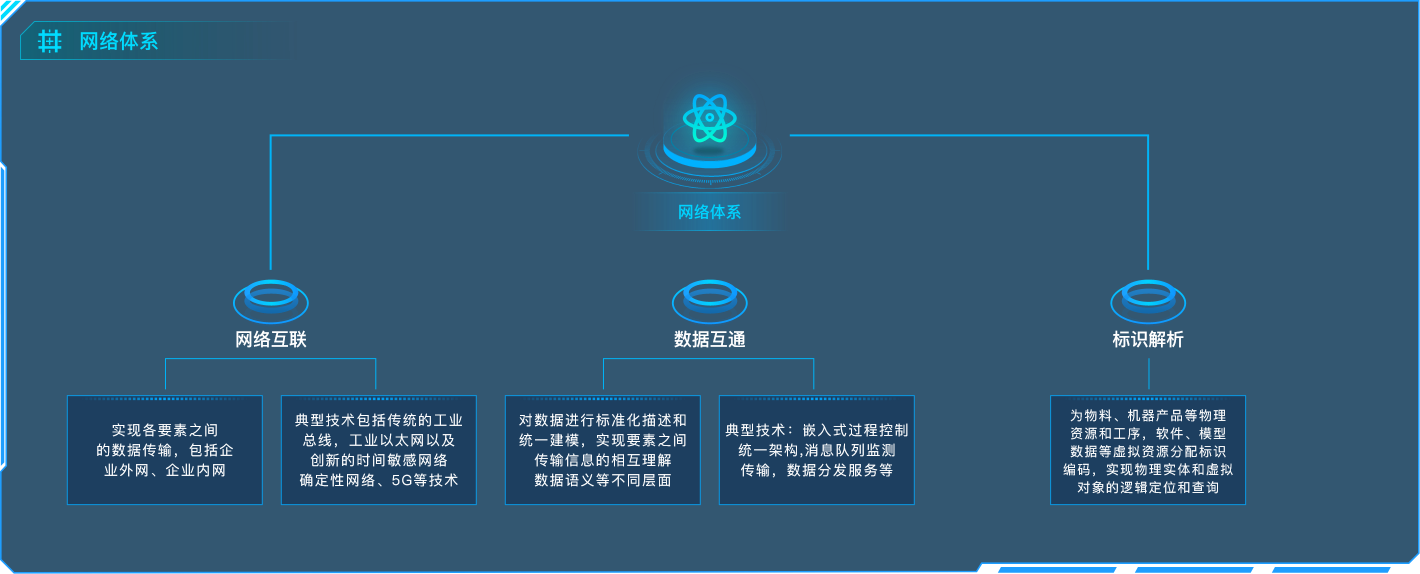 网络体系
网络体系
网络互联
实现各要素之间
的数据传输，包括企
业外网、企业内网
典型技术包括传统的工业
总线，工业以太网以及
创新的时间敏感网络
确定性网络、5G等技术
数据互通
对数据进行标准化描述和
统一建模，实现要素之间
传输信息的相互理解
数据语义等不同层面
典型技术：嵌入式过程控制
统一架构,消息队列监测
传输，数据分发服务等
标识解析
为物料、机器产品等物理
资源和工序，软件、模型
数据等虚拟资源分配标识
编码，实现物理实体和虚拟
对象的逻辑定位和查询